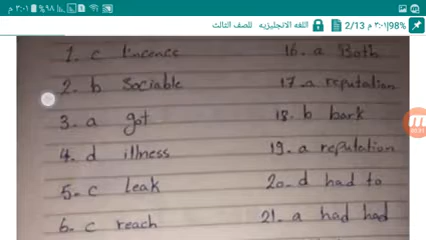 ٣:٠١ م ٩٨٪
98% ٣:٠١ م 2/13 اللغه الانجليزيه للصف الثالث
1. c licence
2. b Sociable
3. a got
4. d illness
5. c leak
6. c reach
16. a Both
17. a reputation
18. b bark
19. a reputation
20. d had to
21. a had had